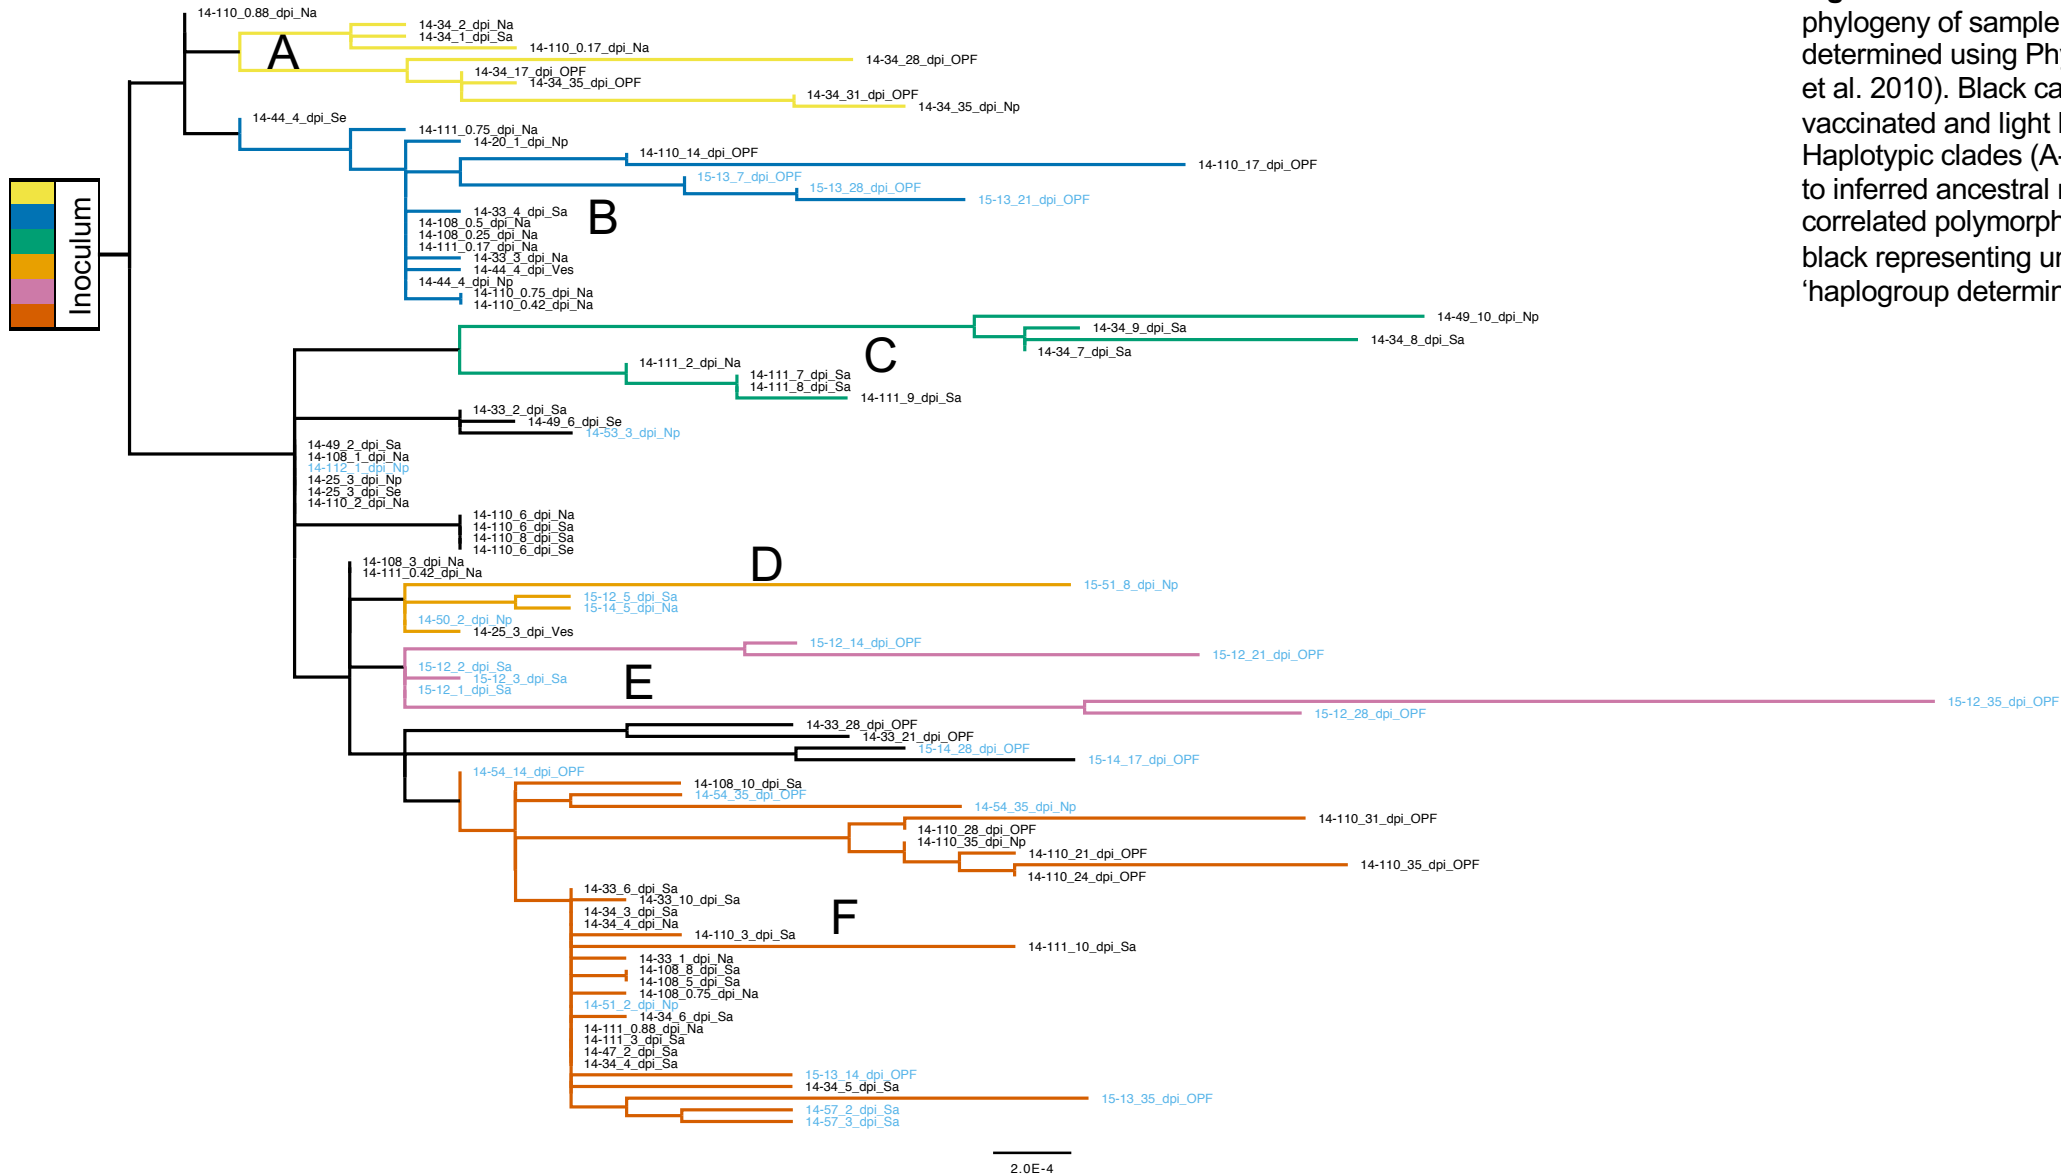 14-110_0.88_dpi_Na
14-34_2_dpi_Na
14-34_1_dpi_Sa
14-110_0.17_dpi_Na
A
14-34_28_dpi_OPF
14-34_17_dpi_OPF
14-34_35_dpi_OPF
14-34_31_dpi_OPF
14-34_35_dpi_Np
14-44_4_dpi_Se
14-111_0.75_dpi_Na
14-20_1_dpi_Np
14-110_14_dpi_OPF
14-110_17_dpi_OPF
15-13_7_dpi_OPF
15-13_28_dpi_OPF
15-13_21_dpi_OPF
14-33_4_dpi_Sa
B
14-108_0.5_dpi_Na
14-108_0.25_dpi_Na
14-111_0.17_dpi_Na
14-33_3_dpi_Na
14-44_4_dpi_Ves
14-44_4_dpi_Np
14-110_0.75_dpi_Na
14-110_0.42_dpi_Na
Inoculum
14-49_10_dpi_Np
14-34_9_dpi_Sa
14-34_8_dpi_Sa
14-34_7_dpi_Sa
C
14-111_2_dpi_Na
14-111_7_dpi_Sa
14-111_8_dpi_Sa
14-111_9_dpi_Sa
14-33_2_dpi_Sa
14-49_6_dpi_Se
14-53_3_dpi_Np
14-49_2_dpi_Sa
14-108_1_dpi_Na
14-112_1_dpi_Np
14-25_3_dpi_Np
14-25_3_dpi_Se
14-110_2_dpi_Na
14-110_6_dpi_Na
14-110_6_dpi_Sa
14-110_8_dpi_Sa
14-110_6_dpi_Se
14-108_3_dpi_Na
14-111_0.42_dpi_Na
D
15-51_8_dpi_Np
15-12_5_dpi_Sa
15-14_5_dpi_Na
14-50_2_dpi_Np
14-25_3_dpi_Ves
15-12_14_dpi_OPF
15-12_21_dpi_OPF
15-12_2_dpi_Sa
15-12_3_dpi_Sa
15-12_1_dpi_Sa
E
15-12_35_dpi_OPF
15-12_28_dpi_OPF
14-33_28_dpi_OPF
14-33_21_dpi_OPF
15-14_28_dpi_OPF
15-14_17_dpi_OPF
14-54_14_dpi_OPF
14-108_10_dpi_Sa
14-54_35_dpi_OPF
14-54_35_dpi_Np
14-110_31_dpi_OPF
14-110_28_dpi_OPF
14-110_35_dpi_Np
14-110_21_dpi_OPF
14-110_35_dpi_OPF
14-110_24_dpi_OPF
14-33_6_dpi_Sa
14-33_10_dpi_Sa
14-34_3_dpi_Sa
14-34_4_dpi_Na
F
14-110_3_dpi_Sa
14-111_10_dpi_Sa
14-33_1_dpi_Na
14-108_8_dpi_Sa
14-108_5_dpi_Sa
14-108_0.75_dpi_Na
14-51_2_dpi_Np
14-34_6_dpi_Sa
14-111_0.88_dpi_Na
14-111_3_dpi_Sa
14-47_2_dpi_Sa
14-34_4_dpi_Sa
15-13_14_dpi_OPF
14-34_5_dpi_Sa
15-13_35_dpi_OPF
14-57_2_dpi_Sa
14-57_3_dpi_Sa
2.0E-4
phylogeny of sample
determined using Phy
et al. 2010). Black ca
vaccinated and light
Haplotypic clades (A-
to inferred ancestral
correlated polymorph
black representing
'haplogroup determin